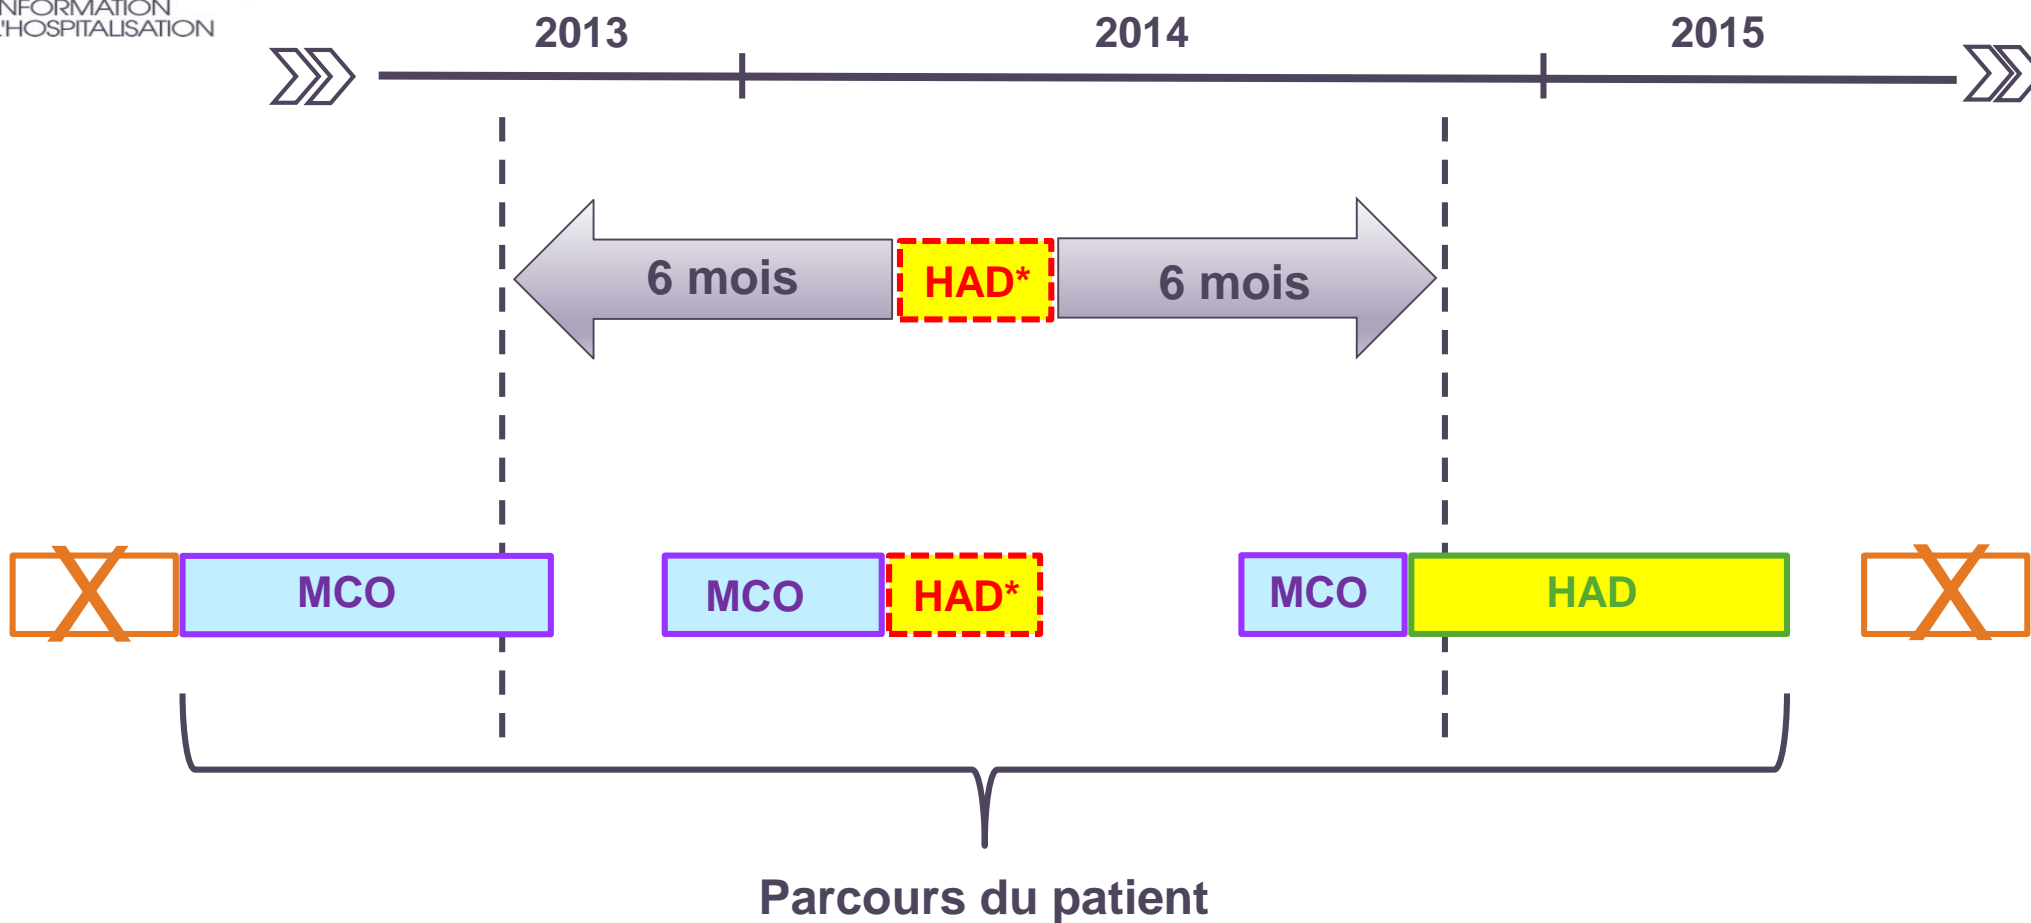 INFORMATION
L'HOSPITALISATION
2013 2014 2015
6 mois HAD* 6 mois
X MCO MCO HAD* MCO HAD X
Parcours du patient